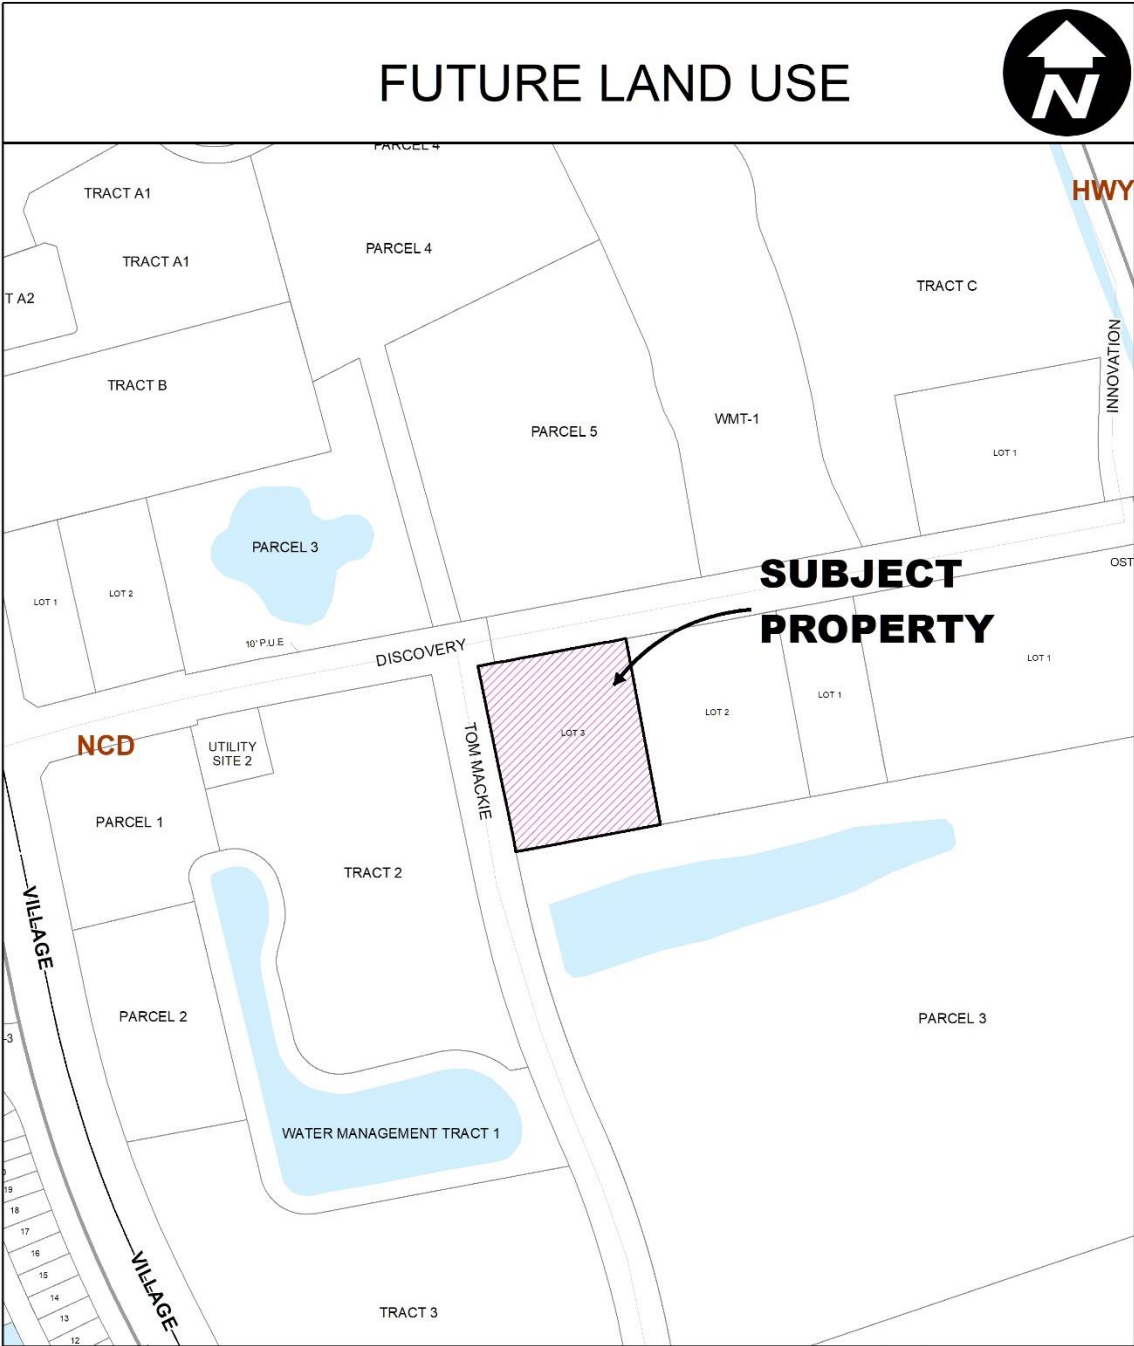 FUTURE LAND USE
N
PARCEL 4
TRACT A1
HWY
PARCEL 4
TRACT A1
T A2
TRACT C
INNOVATION
TRACT B
WMT-1
PARCEL 5
LOT 1
PARCEL 3
OST
SUBJECT
PROPERTY
LOT 1
LOT 2
10' P.U.E
DISCOVERY
LOT 1
LOT 1
LOT 2
LOT 3
NCD
UTILITY
SITE 2
TOM MACKIE
PARCEL 1
TRACT 2
VILLAGE
PARCEL 2
PARCEL 3
-3
WATER MANAGEMENT TRACT 1
19
18
17
16
15
14
13
12
VILLAGE
TRACT 3